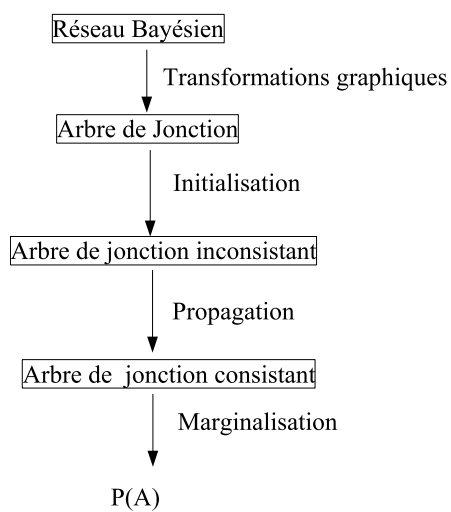 Réseau Bayésien
Transformations graphiques
Arbre de Jonction
Initialisation
Arbre de jonction inconsistant
Propagation
Arbre de jonction consistant
Marginalisation
P(A)